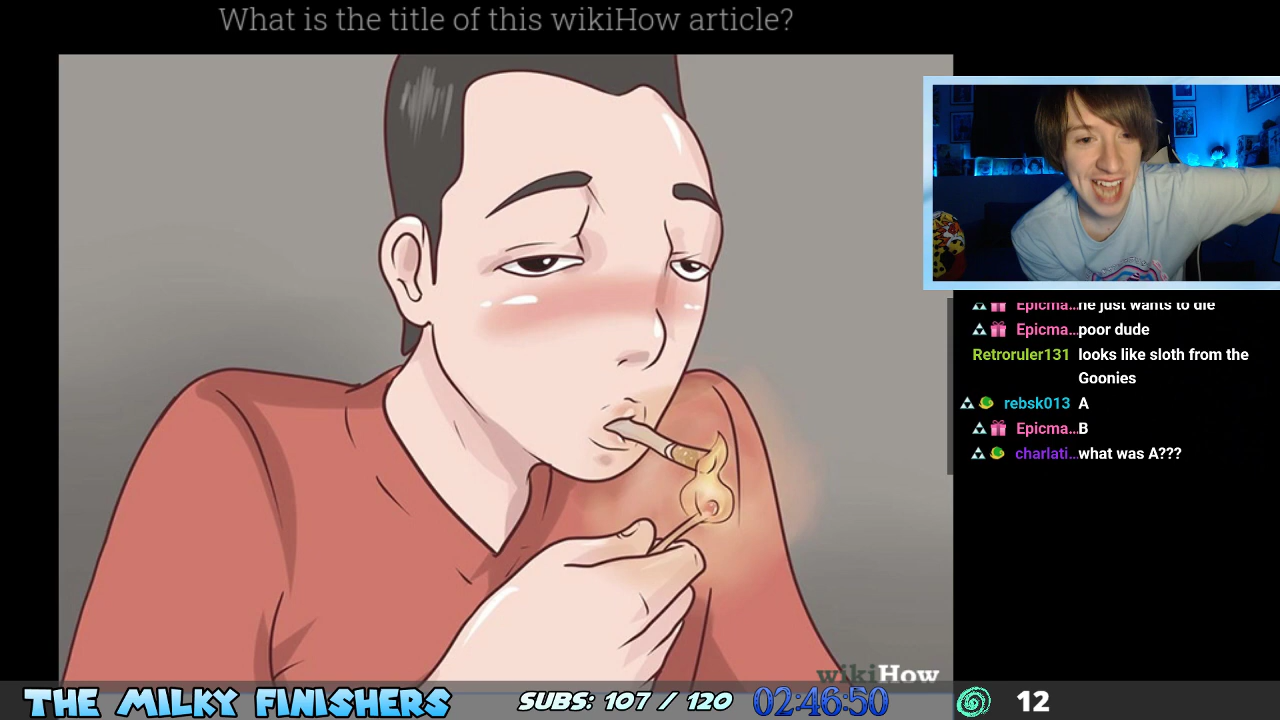 What is the title of this wikiHow article?
Epicma...he just wants to die
Epicma...poor dude
Retroruler131 looks like sloth from the
Goonies
rebsk013 A
Epicma...B
charlati...what was A???
wikiHow
THE MILKY FINISHERS
SUBS: 107 / 120
02:46:50
12